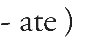 - ate )